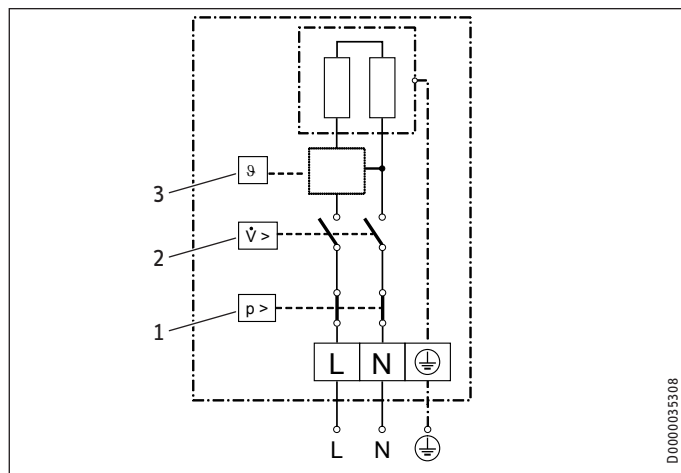 3
ϑ
2
V̇ >
1
p >
L N ⏚
L N ⏚
D0000035308